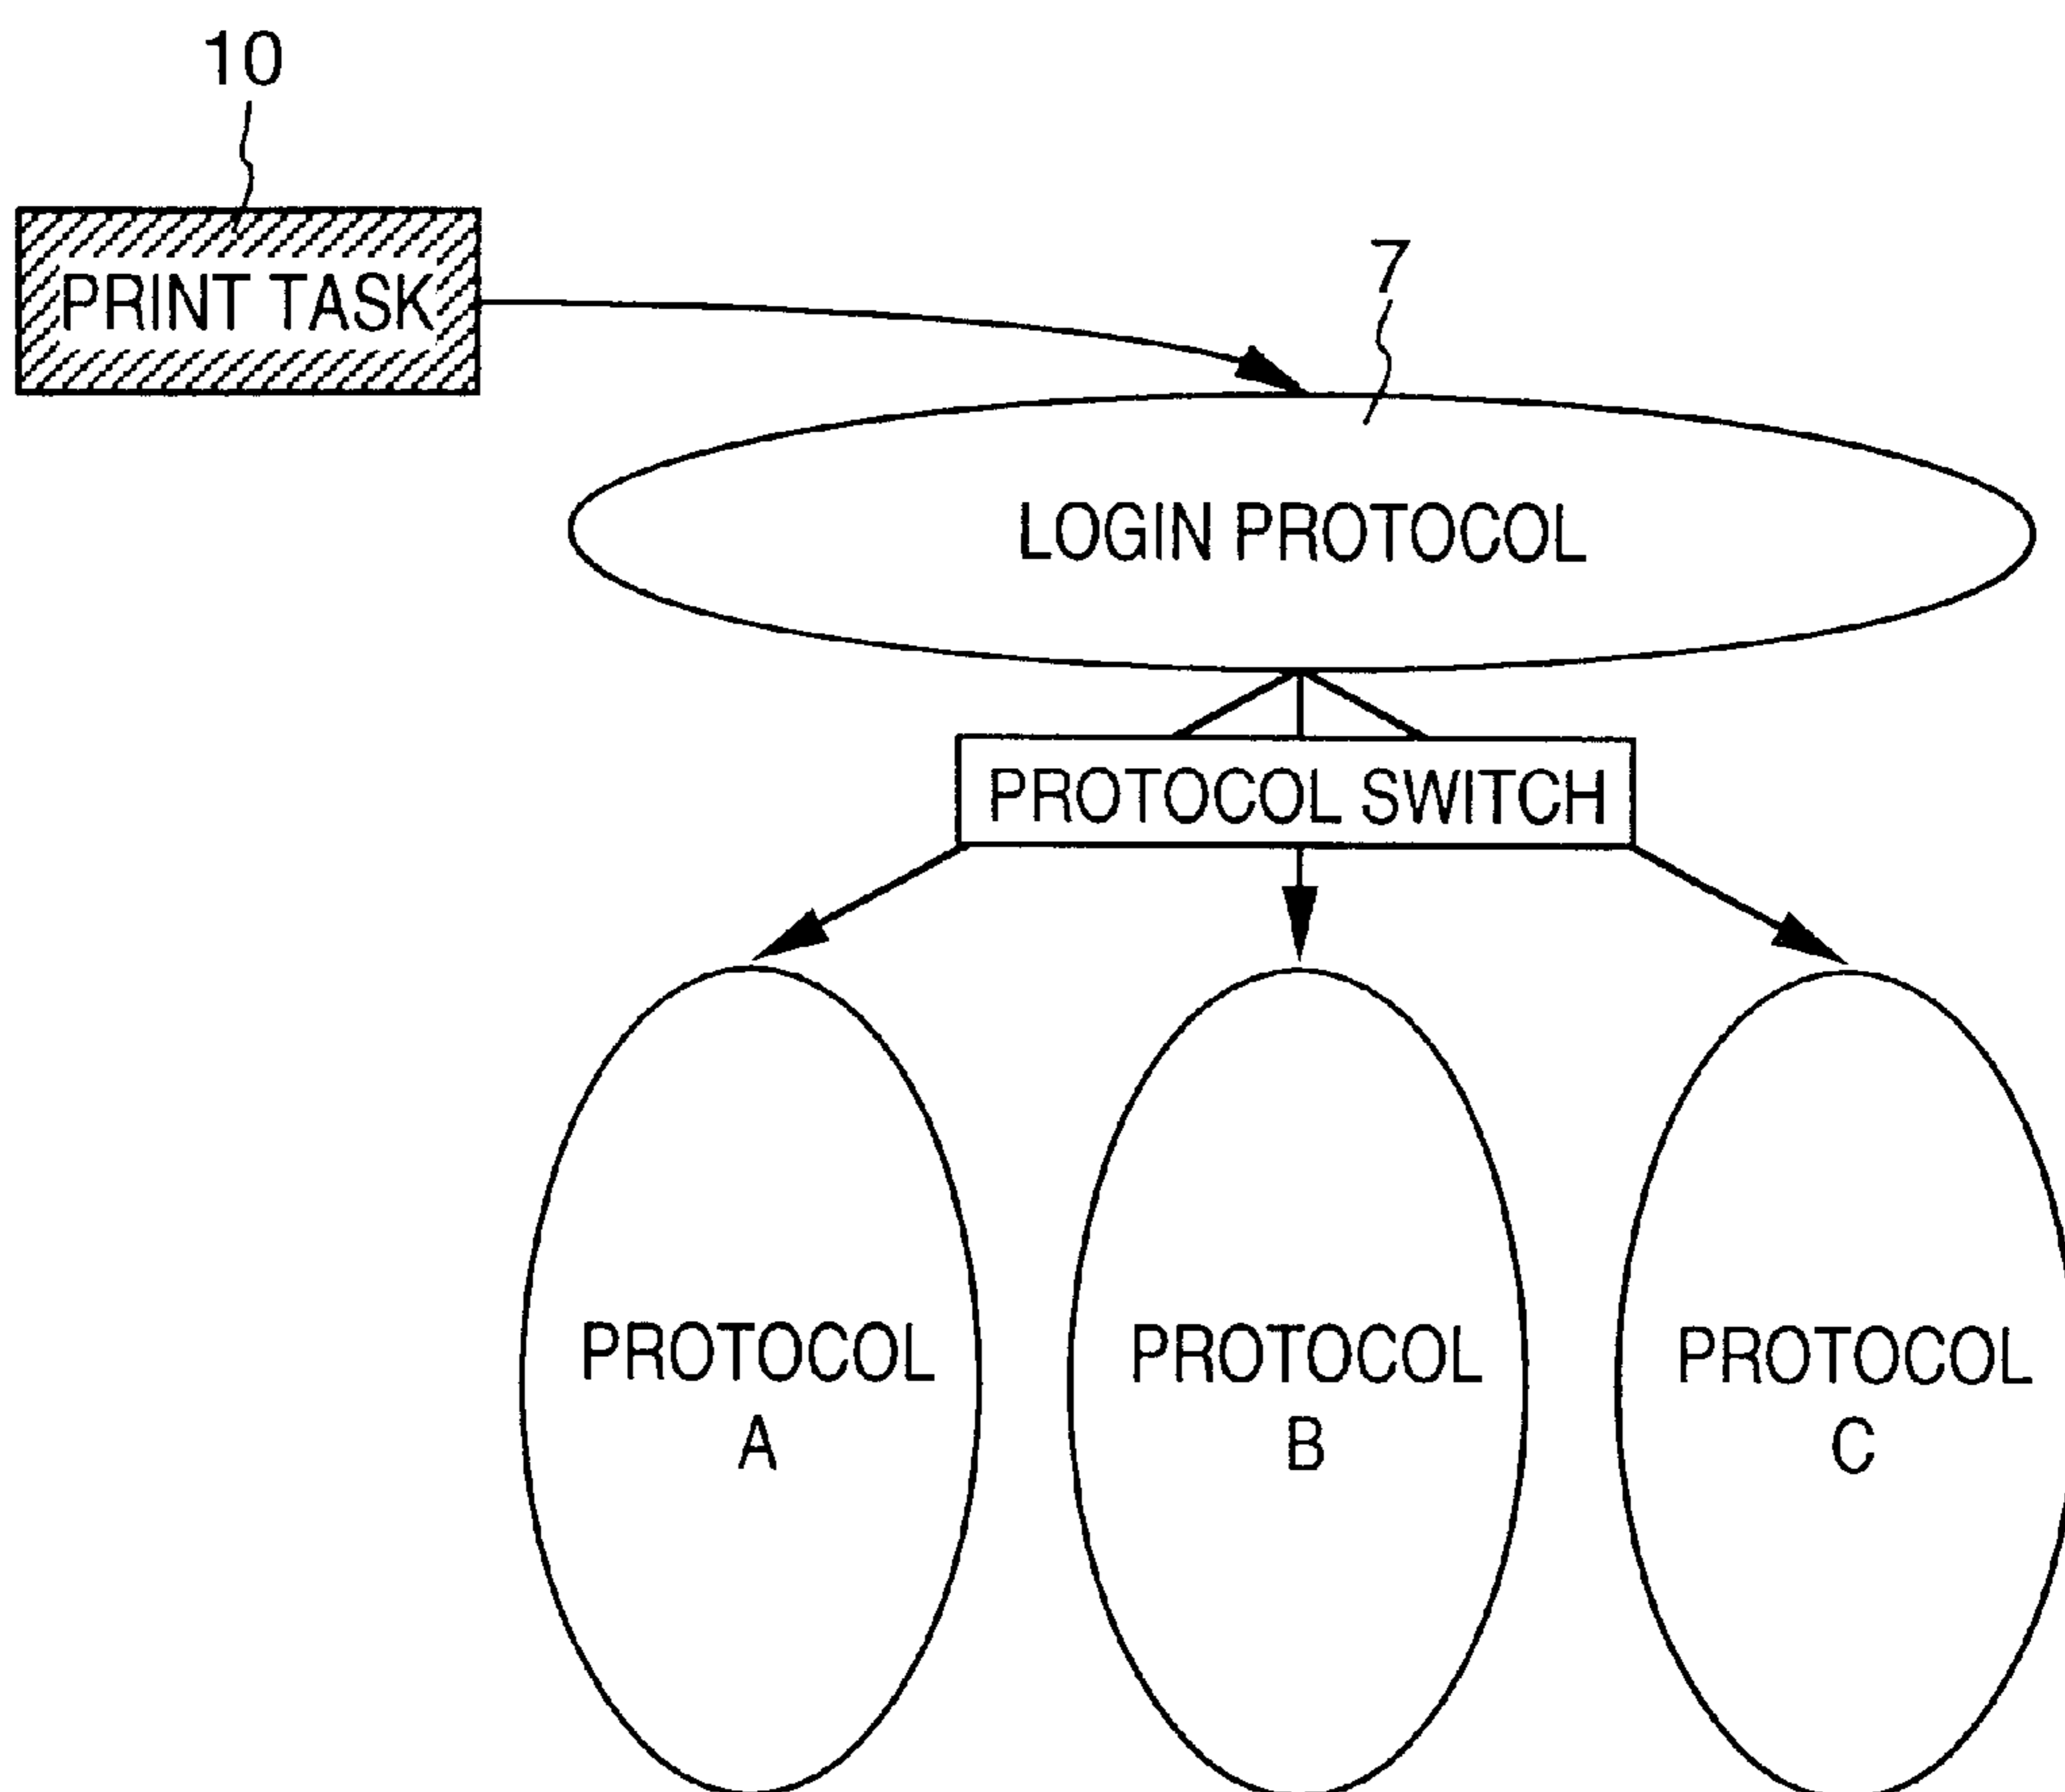 10
PRINT TASK
7
LOGIN PROTOCOL
PROTOCOL SWITCH
PROTOCOL
A
PROTOCOL
B
PROTOCOL
C